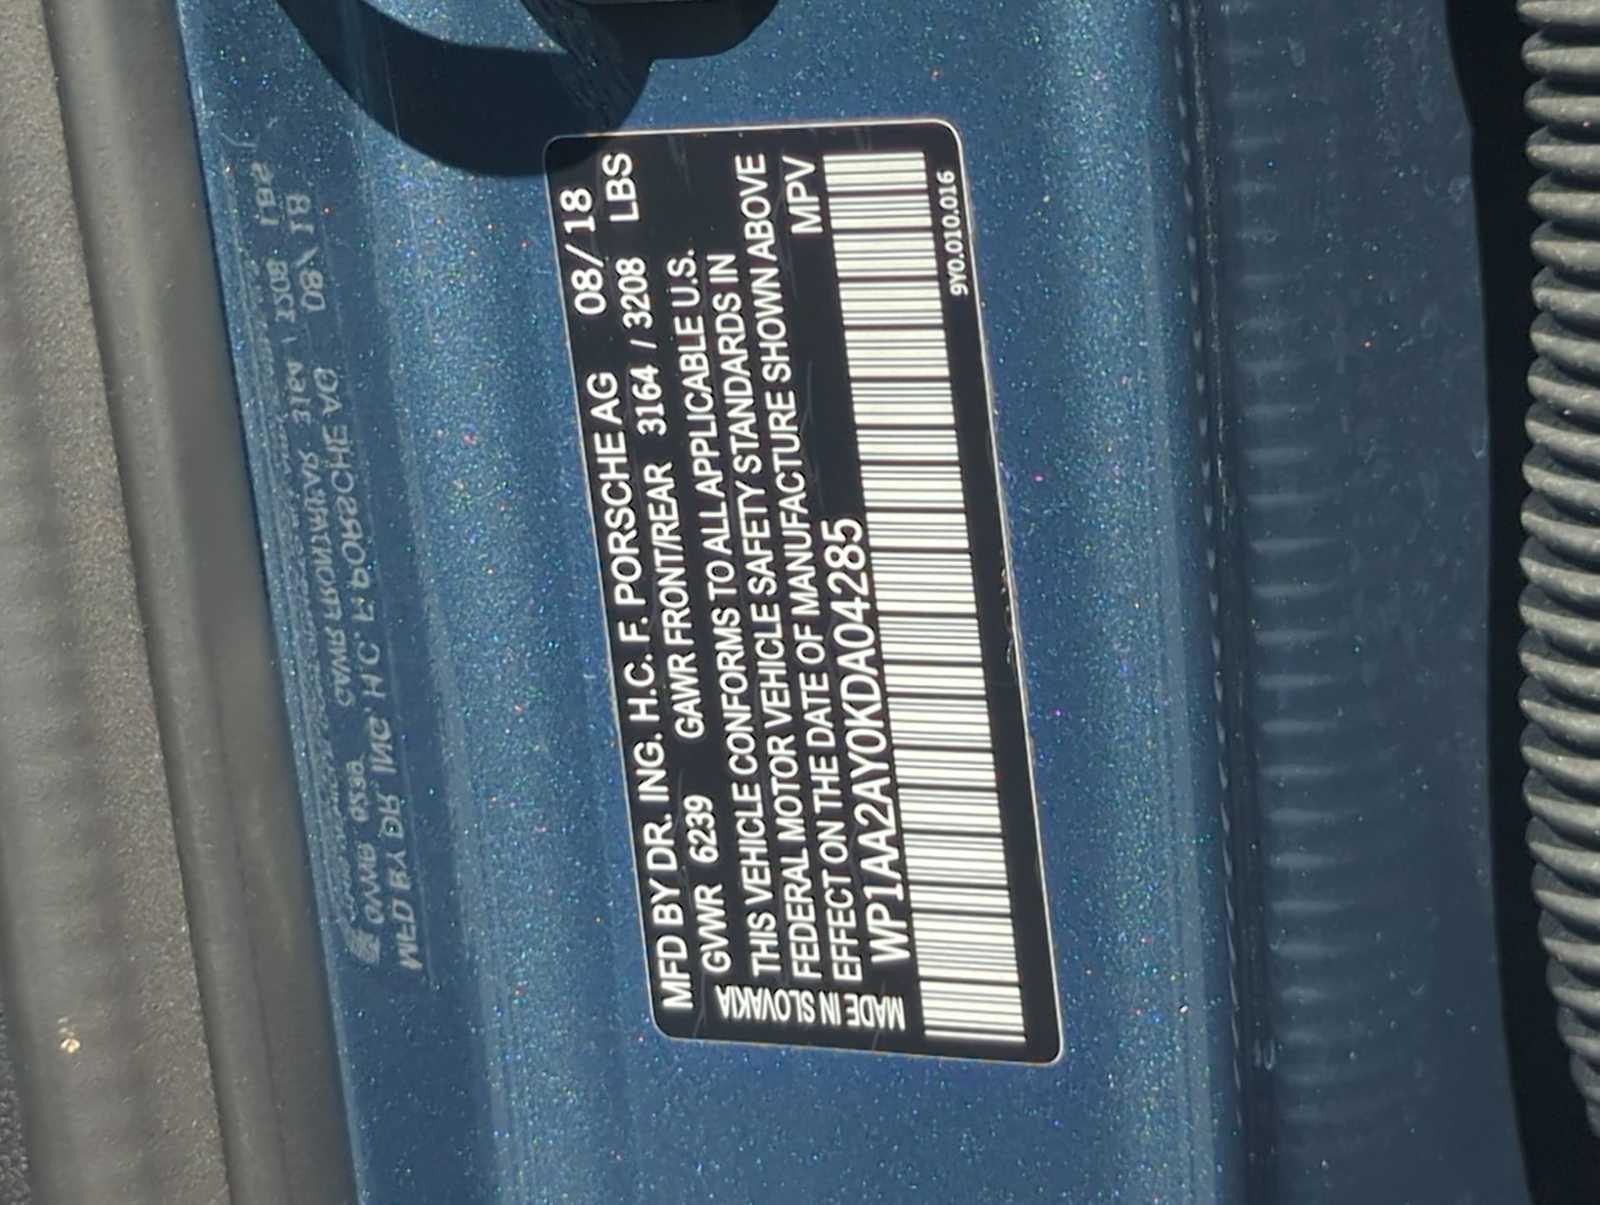 MFD BY DR. ING. H.C. F. PORSCHE AG 08/18
GVWR 6239 GAWR FRONT/REAR 3164 / 3208 LBS
THIS VEHICLE CONFORMS TO ALL APPLICABLE U.S.
FEDERAL MOTOR VEHICLE SAFETY STANDARDS IN
EFFECT ON THE DATE OF MANUFACTURE SHOWN ABOVE
WP1AA2AY0KDA04285 MPV
MADE IN SLOVAKIA
9Y0.010.016